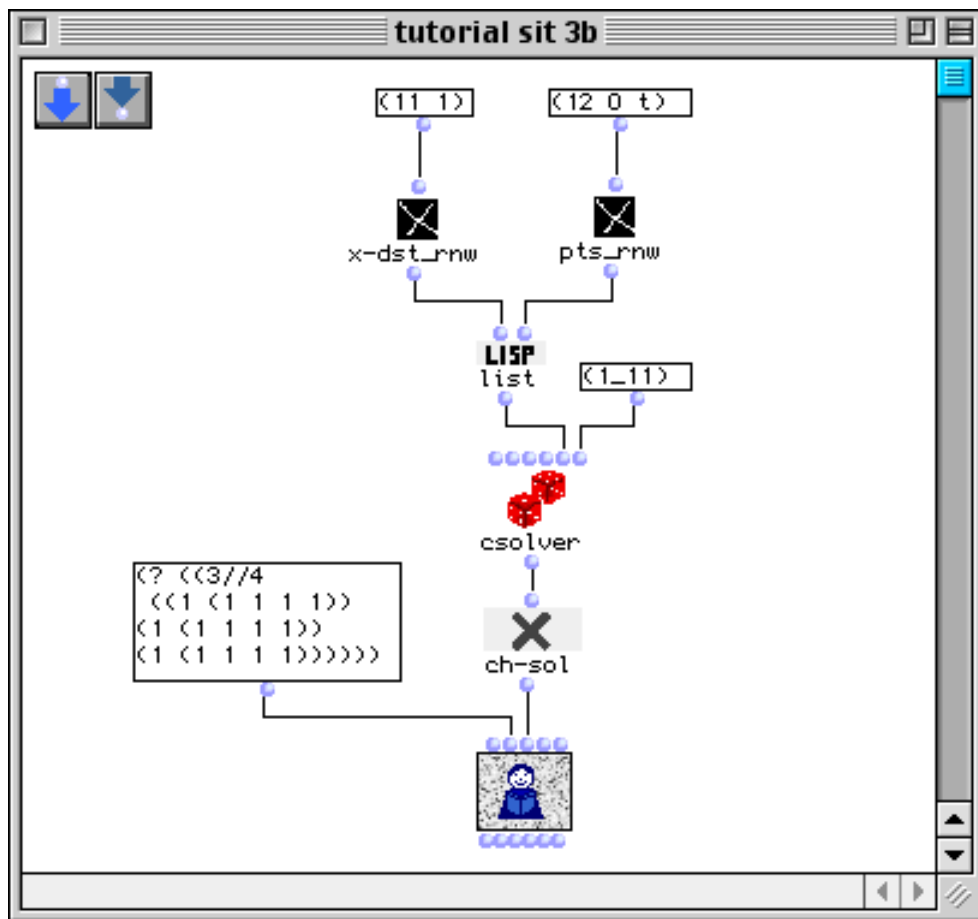 tutorial sit 3b
(11 1)
(12 0 t)
x-dst_rnw
pts_rnw
LISP
list
(1_11)
csolver
(? ((3//4
((1 (1 1 1 1))
(1 (1 1 1 1))
(1 (1 1 1 1))))))
ch-sol